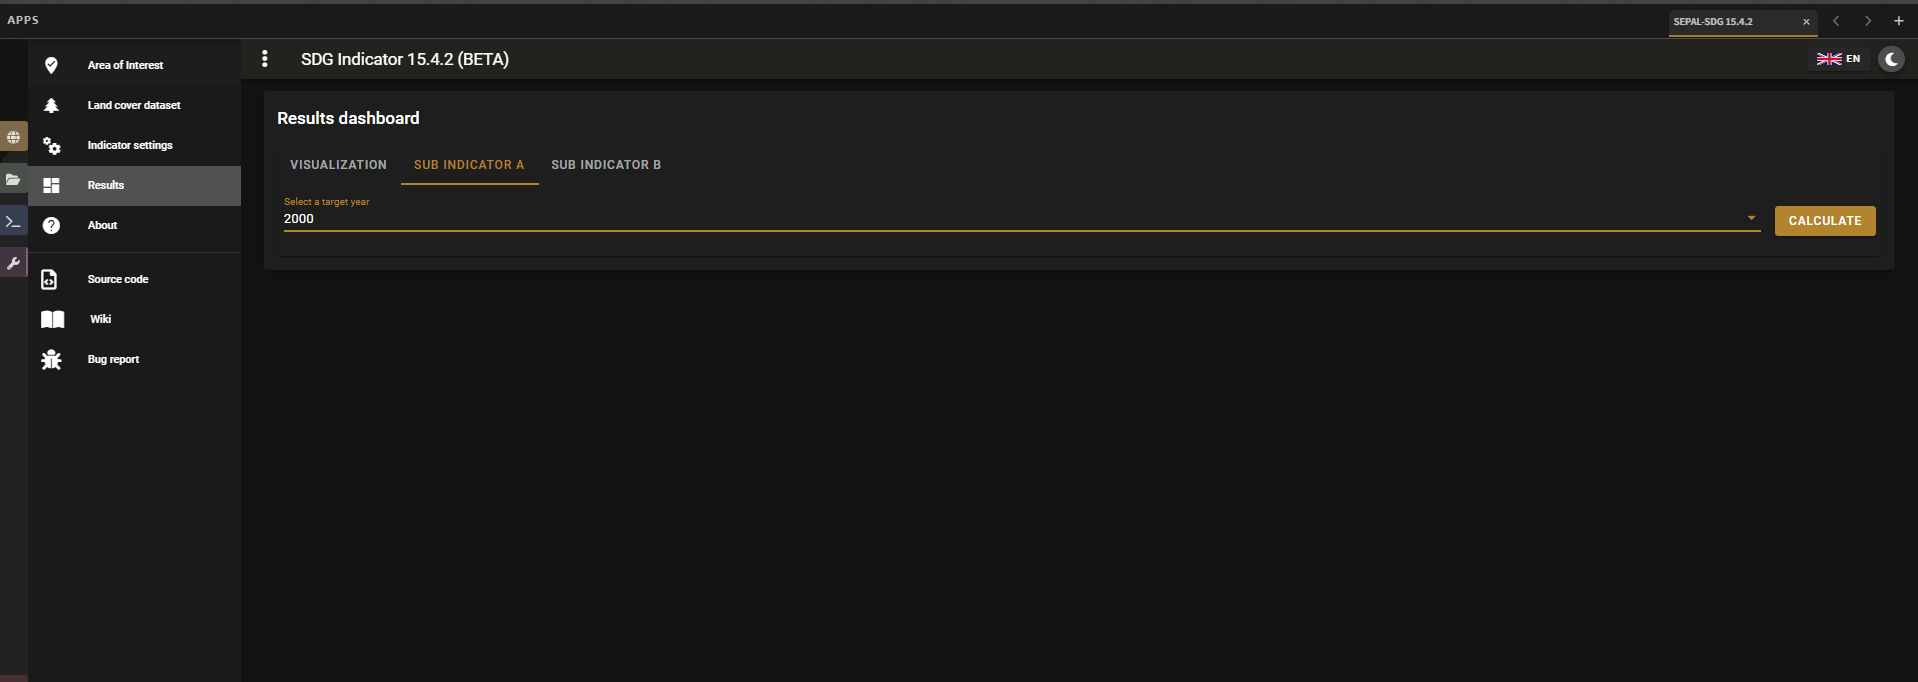 APPS
SEPAL-SDG 15.4.2
SDG Indicator 15.4.2 (BETA)
EN
Area of Interest
Land cover dataset
Indicator settings
Results
About
Source code
Wiki
Bug report
Results dashboard
VISUALIZATION
SUB INDICATOR A
SUB INDICATOR B
Select a target year
2000
CALCULATE